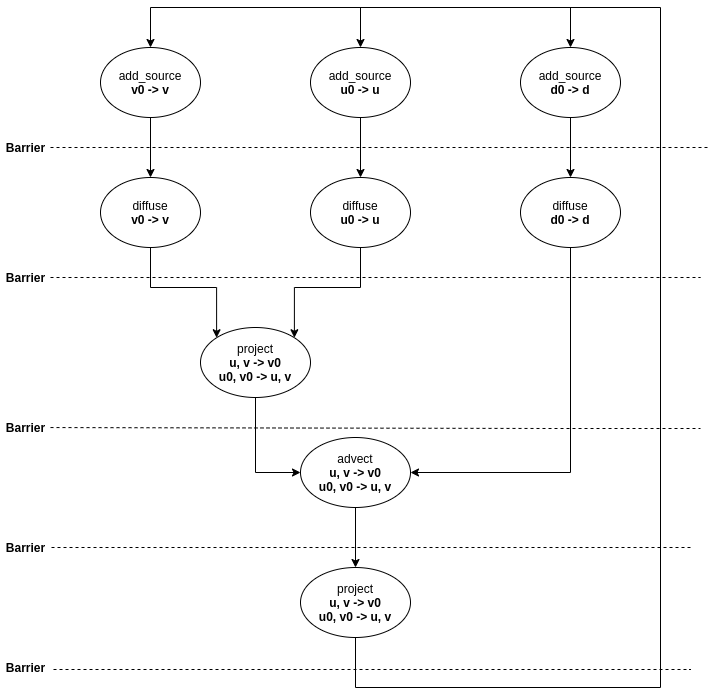 add_source
v0 -> v
add_source
u0 -> u
add_source
d0 -> d
Barrier
diffuse
v0 -> v
diffuse
u0 -> u
diffuse
d0 -> d
Barrier
project
u, v -> v0
u0, v0 -> u, v
Barrier
advect
u, v -> v0
u0, v0 -> u, v
Barrier
project
u, v -> v0
u0, v0 -> u, v
Barrier